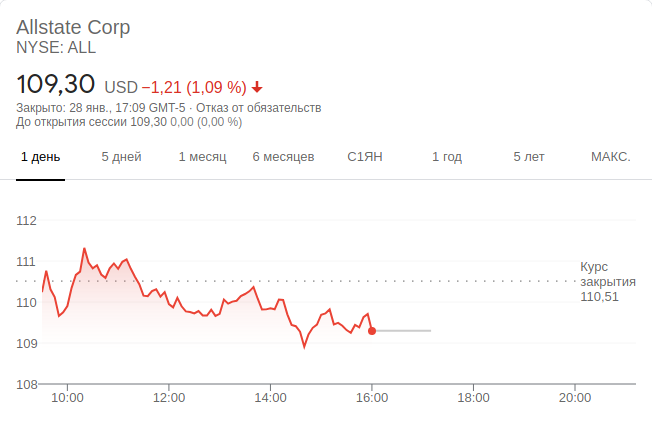 Allstate Corp
NYSE: ALL
109,30 USD −1,21 (1,09 %)
Закрыто: 28 янв., 17:09 GMT-5 · Отказ от обязательств
До открытия сессии 109,30 0,00 (0,00 %)
1 день 5 дней 1 месяц 6 месяцев С1ЯН 1 год 5 лет МАКС.
112
111
Курс
закрытия
110,51
110
109
108
10:00 12:00 14:00 16:00 18:00 20:00